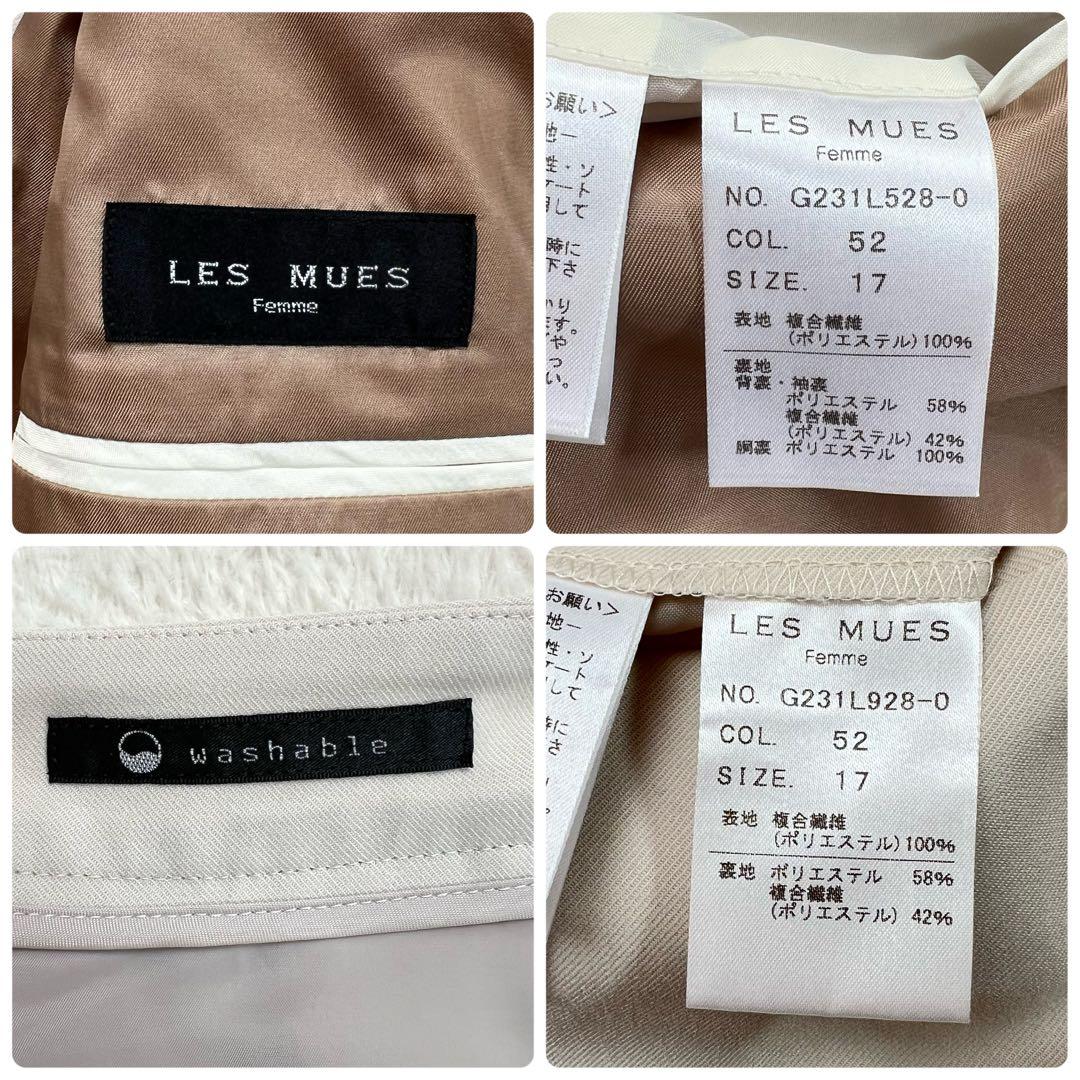 LES MUES
Femme
お願い>
地ー
性・ソ
ケート
用して
時に
下さ
かり
ます。
ずや
っ
い。
LES MUES
Femme
NO. G231L528-0
COL. 52
SIZE. 17
表地 複合繊維
(ポリエステル)100%
裏地
背裏・袖裏
ポリエステル 58%
複合繊維
(ポリエステル) 42%
胴裏 ポリエステル 100%
washable
お願い>
地ー
性・ソ
ケート
して
時に
さ
LES MUES
Femme
NO. G231L928-0
COL. 52
SIZE. 17
表地 複合繊維
(ポリエステル)100%
裏地 ポリエステル 58%
複合繊維
(ポリエステル) 42%